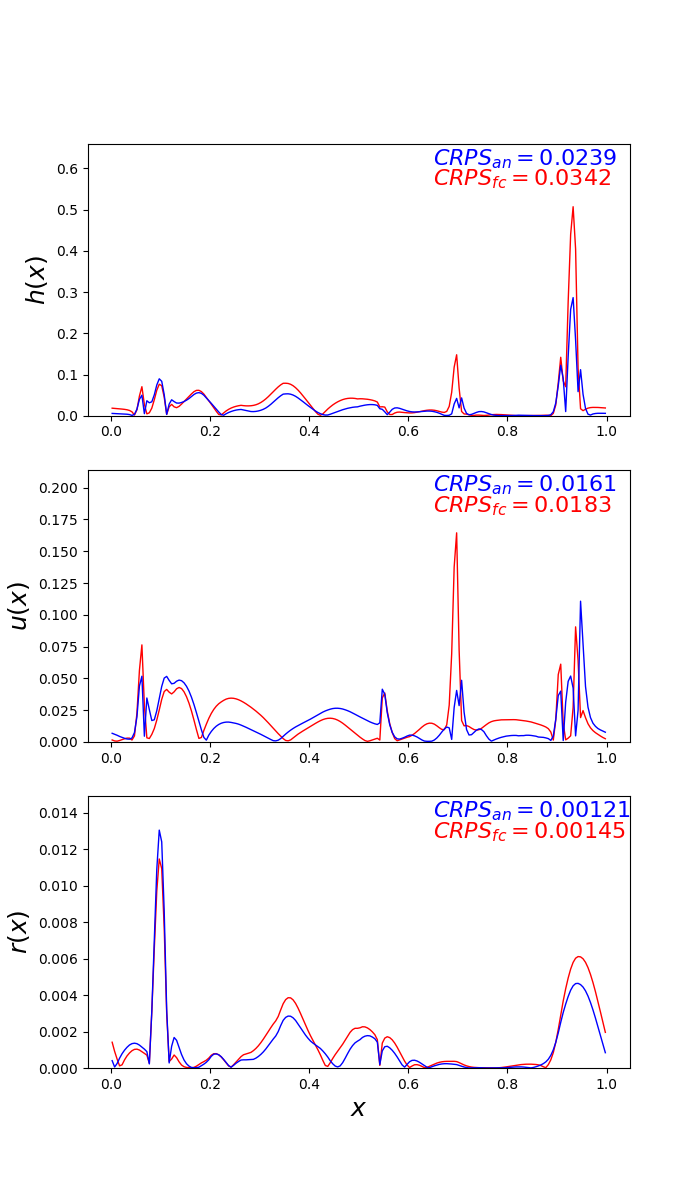 CRPS_an = 0.0239
CRPS_fc = 0.0342
h(x)
0.6
0.5
0.4
0.3
0.2
0.1
0.0
0.0 0.2 0.4 0.6 0.8 1.0
CRPS_an = 0.0161
CRPS_fc = 0.0183
u(x)
0.200
0.175
0.150
0.125
0.100
0.075
0.050
0.025
0.000
0.0 0.2 0.4 0.6 0.8 1.0
CRPS_an = 0.00121
CRPS_fc = 0.00145
r(x)
0.014
0.012
0.010
0.008
0.006
0.004
0.002
0.000
0.0 0.2 0.4 0.6 0.8 1.0
x